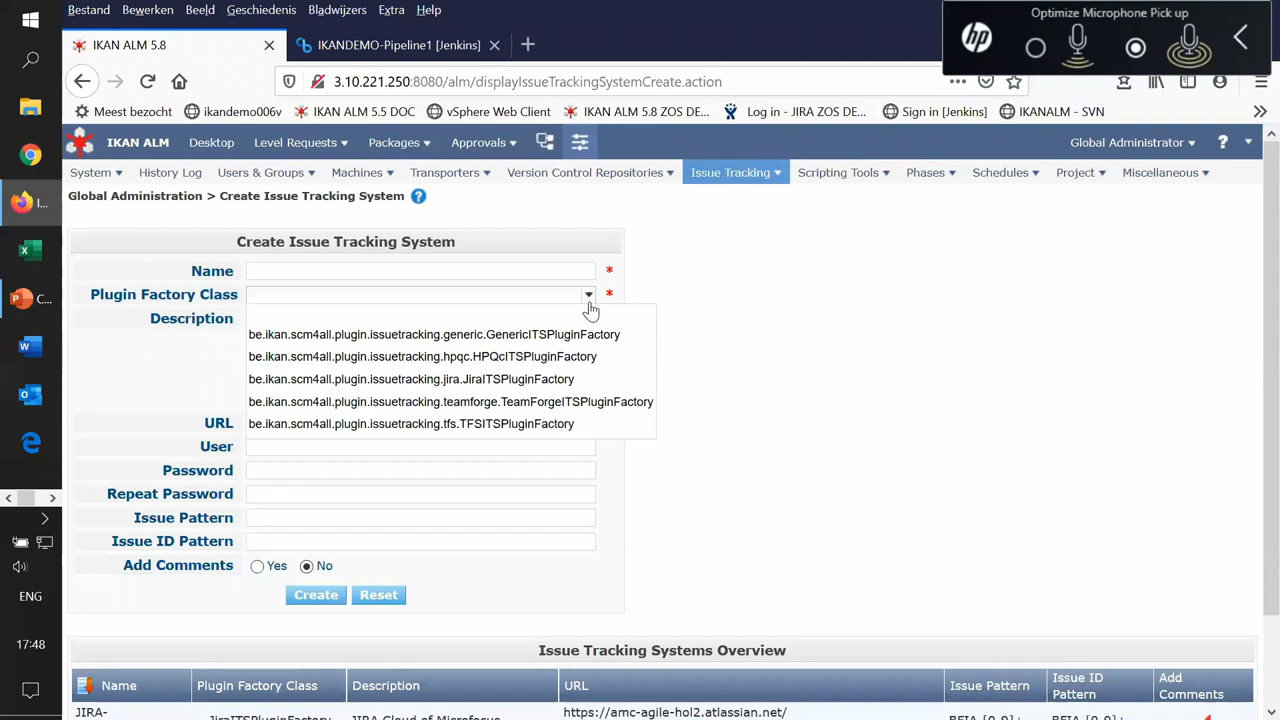 Bestand Bewerken Beeld Geschiedenis Bladwijzers Extra Help
Optimize Microphone Pick up
hp
IKAN ALM 5.8
IKANDEMO-Pipeline1 [Jenkins]
3.10.221.250:8080/alm/displayIssueTrackingSystemCreate.action
Meest bezocht ikandemo006v IKAN ALM 5.5 DOC vSphere Web Client IKAN ALM 5.8 ZOS DE... Log in - JIRA ZOS DE... Sign in [Jenkins] IKANALM - SVN
IKAN ALM Desktop Level Requests Packages Approvals Global Administrator ?
System History Log Users & Groups Machines Transporters Version Control Repositories Issue Tracking Scripting Tools Phases Schedules Project Miscellaneous
Global Administration > Create Issue Tracking System ?
Create Issue Tracking System
Name *
Plugin Factory Class *
Description
be.ikan.scm4all.plugin.issuetracking.generic.GenericITSPluginFactory
be.ikan.scm4all.plugin.issuetracking.hpqc.HPQcITSPluginFactory
be.ikan.scm4all.plugin.issuetracking.jira.JiraITSPluginFactory
be.ikan.scm4all.plugin.issuetracking.teamforge.TeamForgeITSPluginFactory
be.ikan.scm4all.plugin.issuetracking.tfs.TFSITSPluginFactory
URL
User
Password
Repeat Password
Issue Pattern
Issue ID Pattern
Add Comments Yes No
Create Reset
Issue Tracking Systems Overview
Name Plugin Factory Class Description URL Issue Pattern Issue ID Pattern Add Comments
JIRA- JiraITSPluginFactory JIRA Cloud of Microfocus https://amc-agile-hol2.atlassian.net/
I...
C...
ENG
17:48